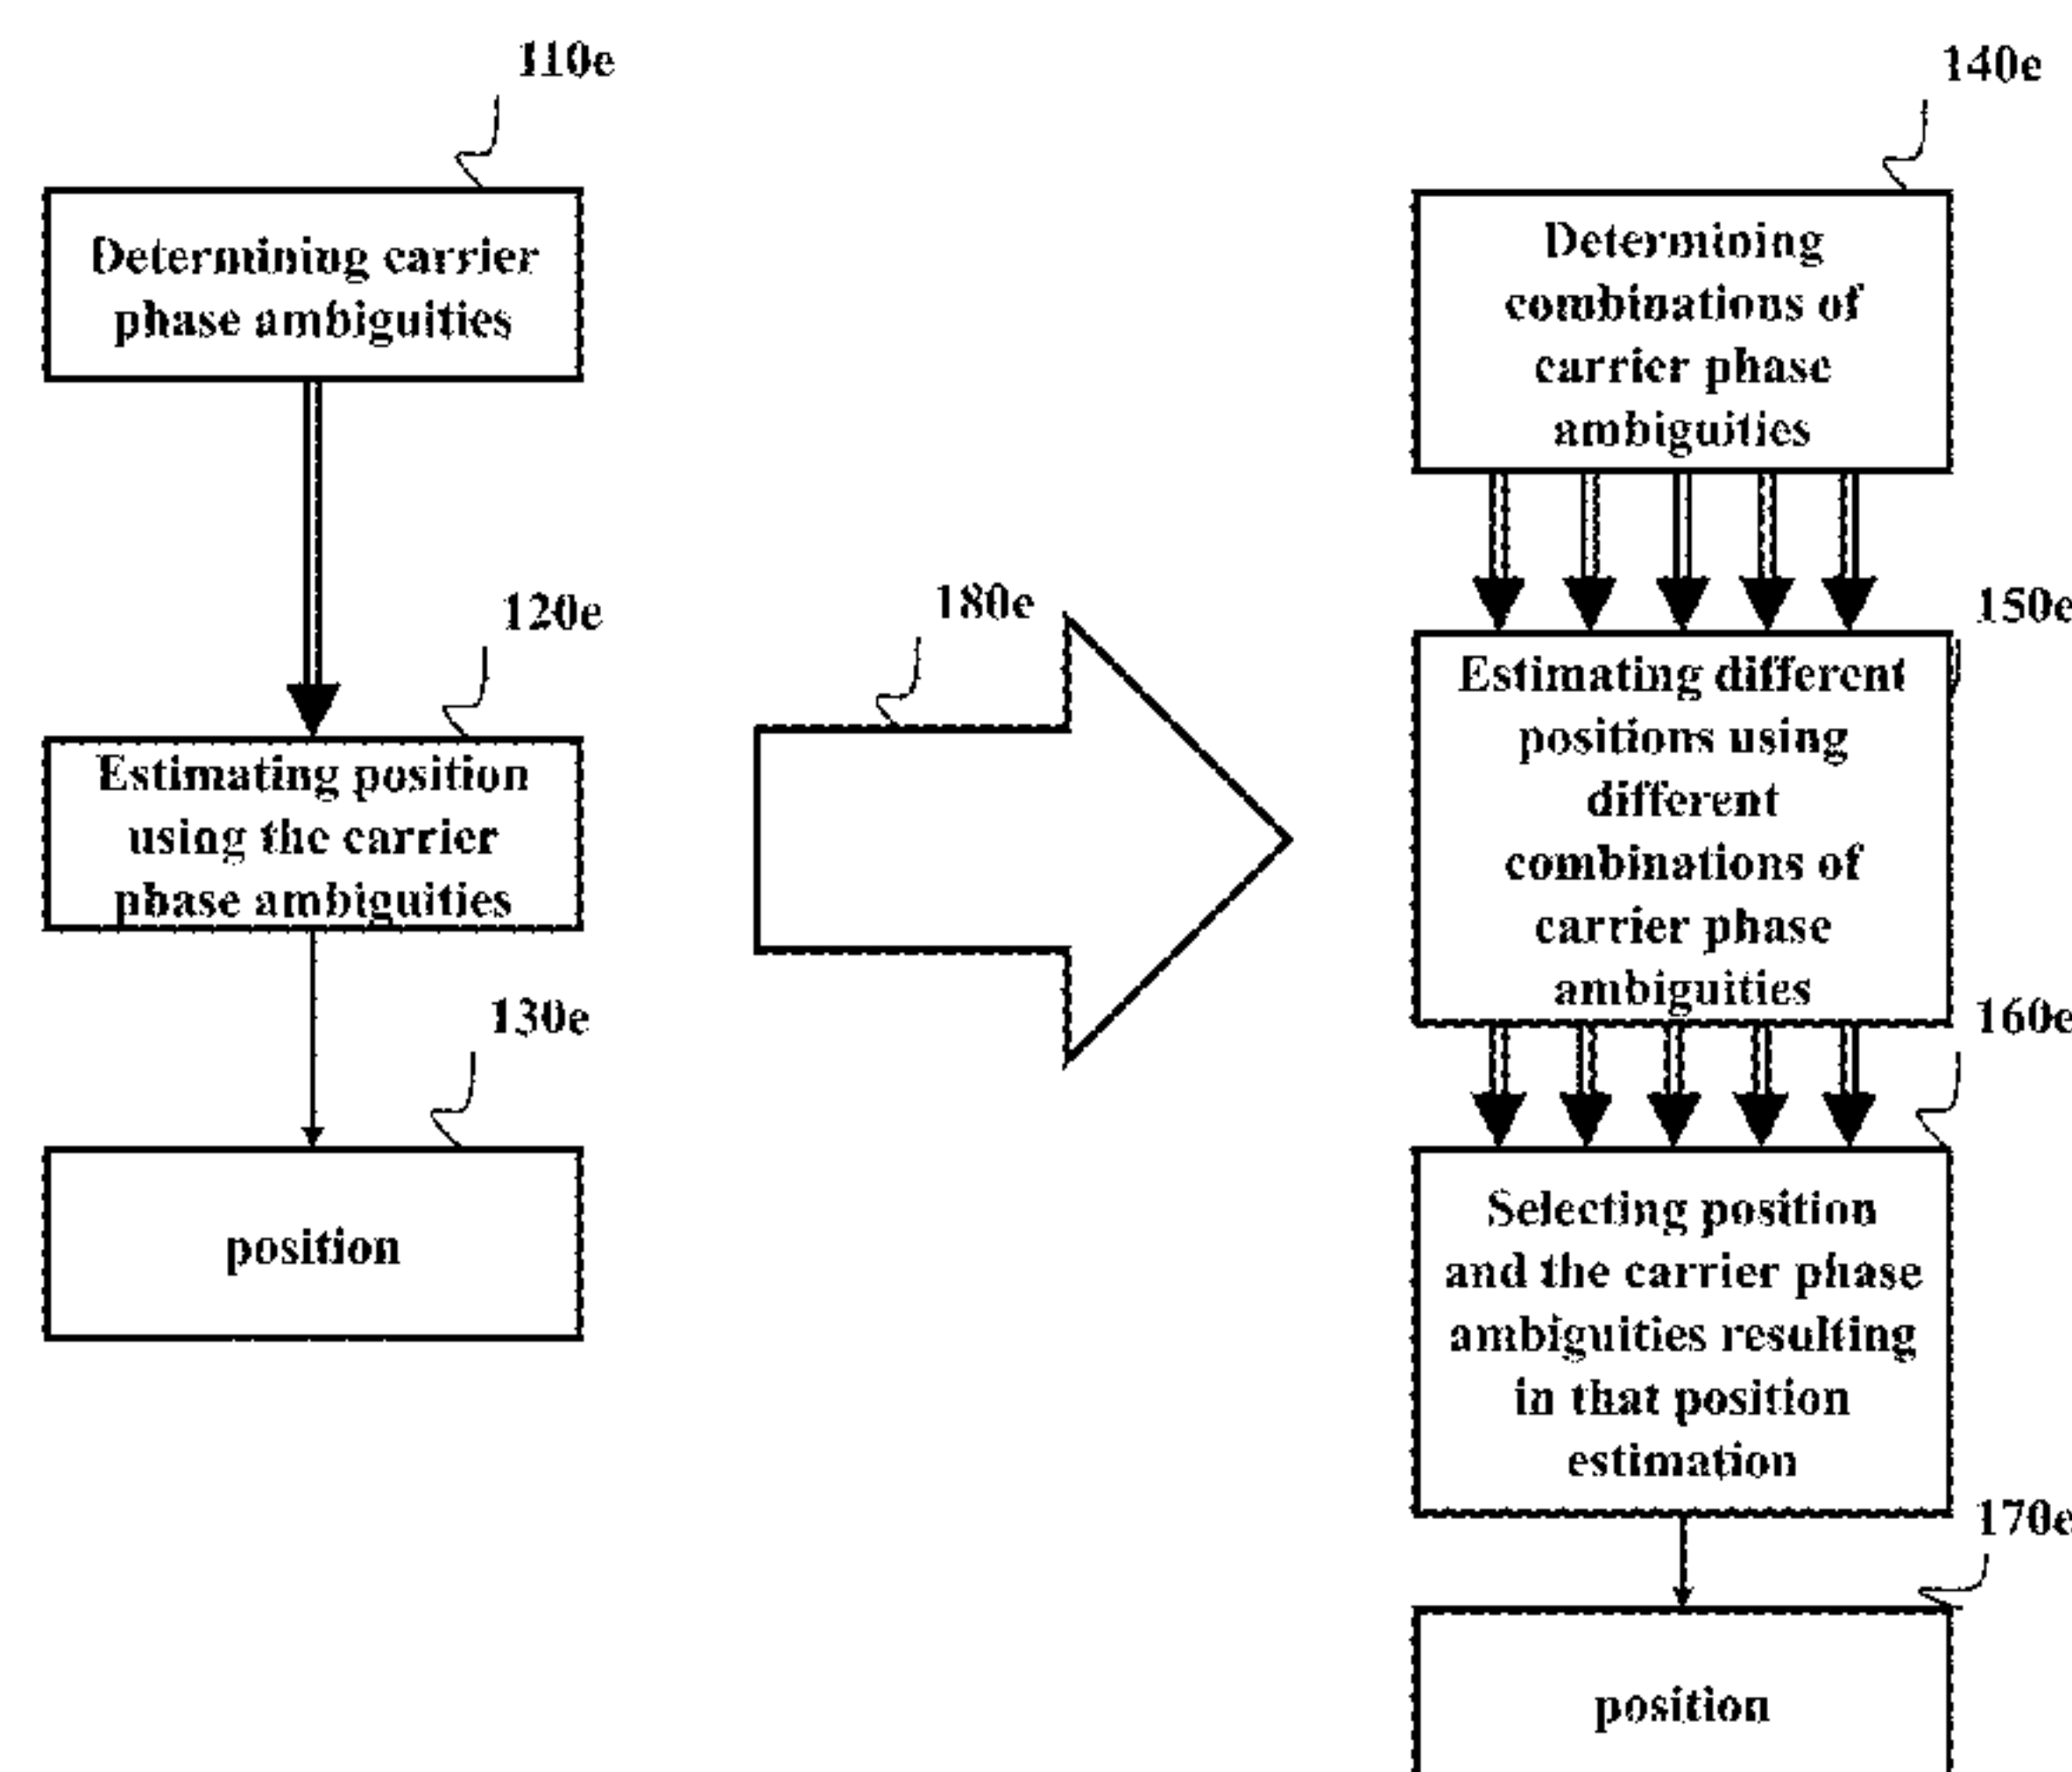 110e
Determining carrier
phase ambiguities
120e
Estimating position
using the carrier
phase ambiguities
130e
position
180e
140e
Determining
combinations of
carrier phase
ambiguities
150e
Estimating different
positions using
different
combinations of
carrier phase
ambiguities
160e
Selecting position
and the carrier phase
ambiguities resulting
in that position
estimation
170e
position